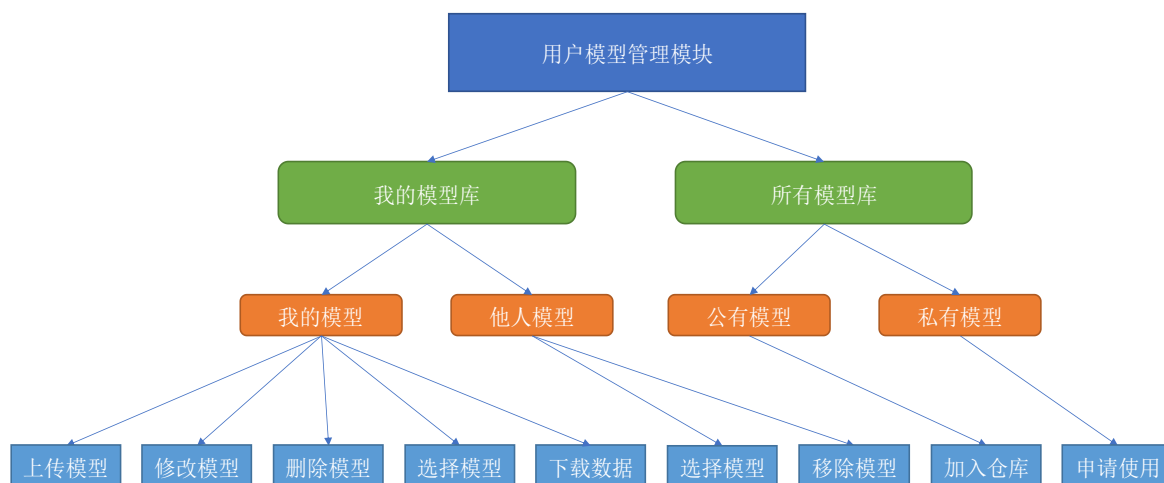 用户模型管理模块
我的模型库
所有模型库
我的模型
他人模型
公有模型
私有模型
上传模型
修改模型
删除模型
选择模型
下载数据
选择模型
移除模型
加入仓库
申请使用